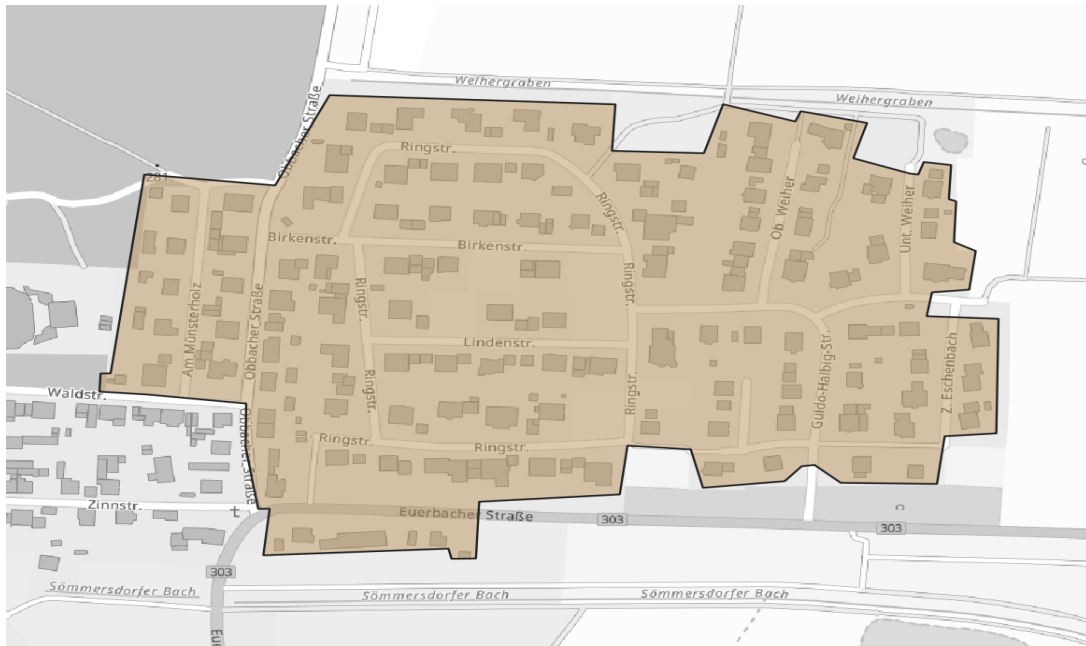 Weihergraben
Weihergraben
Obbacher Straße
Ringstr.
281
Ringstr.
Ob. Weiher
Unt. Weiher
Birkenstr.
Birkenstr.
Ringstr.
Ringstr.
Am Münsterholz
Obbacher Straße
Lindenstr.
Guido-Halbig-Str.
Z. Eschenbach
Waldstr.
Ringstr.
Ringstr.
Obbacher Straße
Ringstr.
Ringstr.
Zinnstr.
Euerbacher Straße
303
303
303
Sömmersdorfer Bach
Sömmersdorfer Bach
Sömmersdorfer Bach
Eue